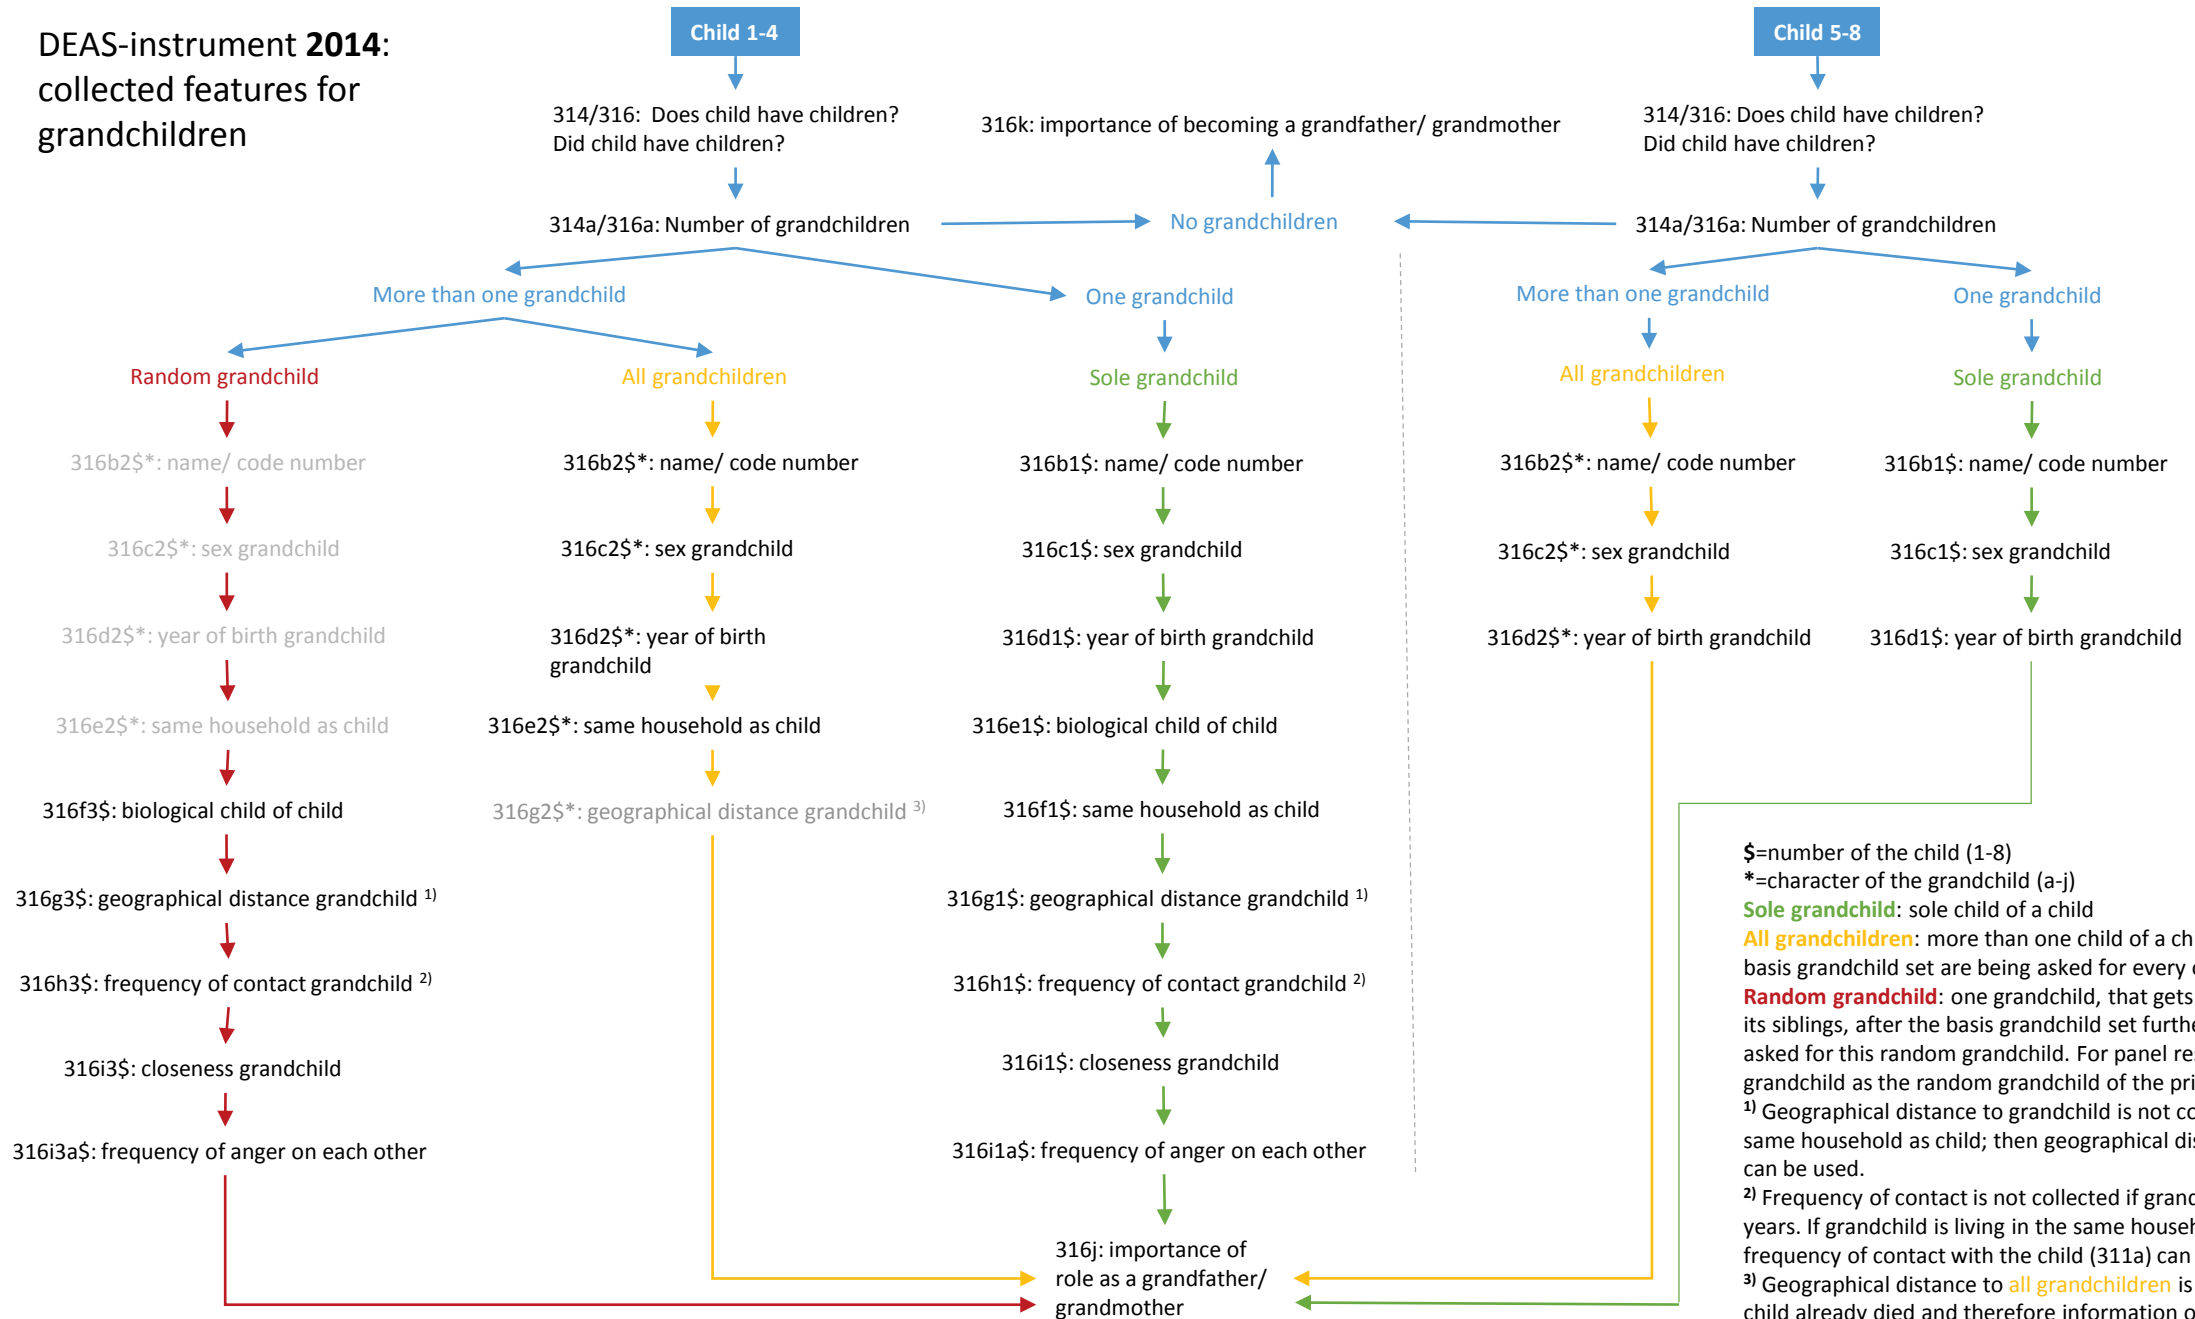 DEAS-instrument 2014:
collected features for
grandchildren
Child 1-4
Child 5-8
314/316:  Does child have children?
Did child have children?
316k: importance of becoming a grandfather/ grandmother
314/316: Does child have children?
Did child have children?
314a/316a: Number of grandchildren
No grandchildren
314a/316a: Number of grandchildren
More than one grandchild
One grandchild
More than one grandchild
One grandchild
Random grandchild
All grandchildren
Sole grandchild
All grandchildren
Sole grandchild
316b2$*: name/ code number
316b2$*: name/ code number
316b1$: name/ code number
316b2$*: name/ code number
316b1$: name/ code number
316c2$*: sex grandchild
316c2$*: sex grandchild
316c1$: sex grandchild
316c2$*: sex grandchild
316c1$: sex grandchild
316d2$*: year of birth grandchild
316d2$*: year of birth
grandchild
316d1$: year of birth grandchild
316d2$*: year of birth grandchild
316d1$: year of birth grandchild
316e2$*: same household as child
316e2$*: same household as child
316e1$: biological child of child
316f3$: biological child of child
316g2$*: geographical distance grandchild 3)
316f1$: same household as child
316g3$: geographical distance grandchild 1)
316g1$: geographical distance grandchild 1)
316h3$: frequency of contact grandchild 2)
316h1$: frequency of contact grandchild 2)
316i3$: closeness grandchild
316i1$: closeness grandchild
316i3a$: frequency of anger on each other
316i1a$: frequency of anger on each other
316j: importance of
role as a grandfather/
grandmother
$=number of the child (1-8)
*=character of the grandchild (a-j)
Sole grandchild: sole child of a child
All grandchildren: more than one child of a ch
basis grandchild set are being asked for every
Random grandchild: one grandchild, that gets
its siblings, after the basis grandchild set furthe
asked for this random grandchild. For panel re
grandchild as the random grandchild of the pri
1) Geographical distance to grandchild is not co
same household as child; then geographical di
can be used.
2) Frequency of contact is not collected if grand
years. If grandchild is living in the same househ
frequency of contact with the child (311a) can
3) Geographical distance to all grandchildren is
child already died and therefore information o